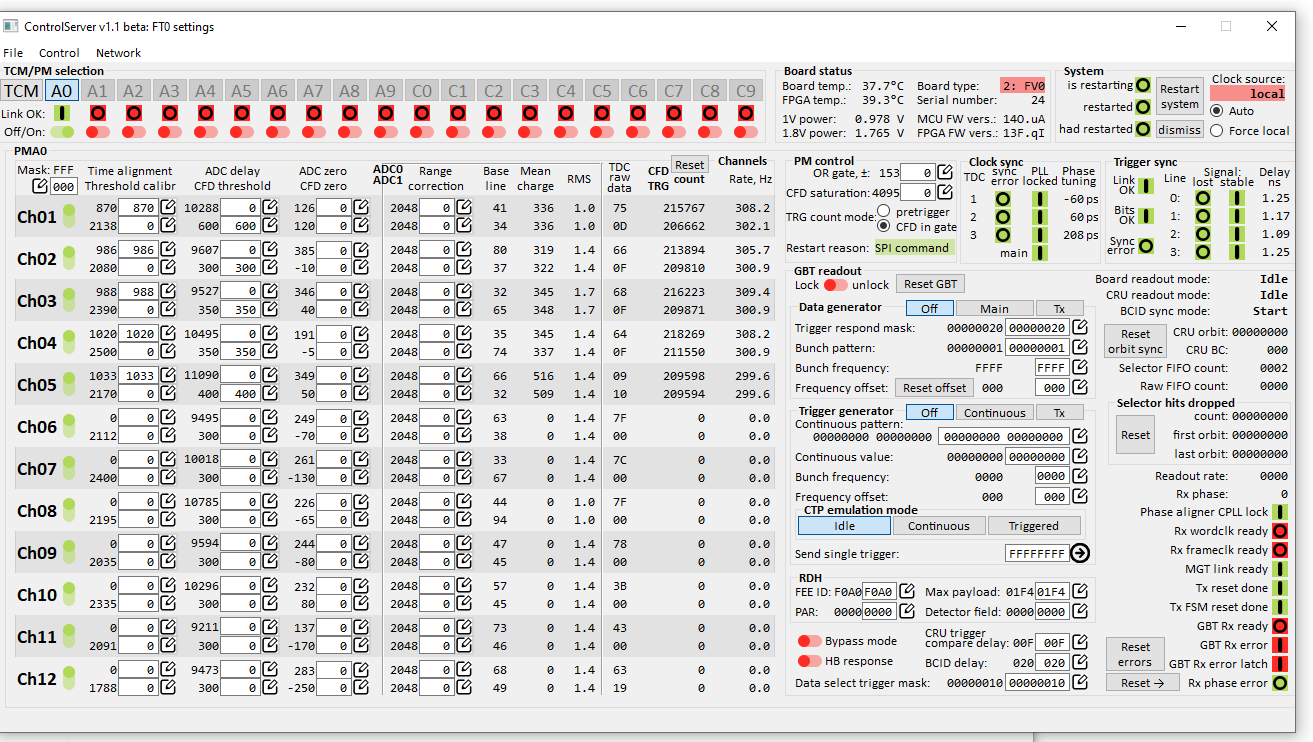 ControlServer v1.1 beta: FT0 settings
File Control Network
TCM/PM selection
TCM A0 A1 A2 A3 A4 A5 A6 A7 A8 A9 C0 C1 C2 C3 C4 C5 C6 C7 C8 C9
Link OK:
Off/On:
Board status
Board temp.: 37.7°C Board type: 2: FV0
FPGA temp.: 39.3°C Serial number: 24
1V power: 0.978 V MCU FW vers.: 140.uA
1.8V power: 1.765 V FPGA FW vers.: 13F.qI
System
is restarting
restarted
had restarted
Restart system
dismiss
Clock source:
local
Auto
Force local
PMA0
Mask: FFF
000
Time alignment ADC delay ADC zero ADC0 Range Base Mean RMS TDC CFD Reset Channels
Threshold calibr CFD threshold CFD zero ADC1 correction line charge raw data TRG count Rate, Hz
Ch01
870 870 10288 0 126 0 2048 0 41 336 1.0 75 215767 308.2
2138 0 600 600 120 0 2048 0 34 336 1.0 0D 206662 302.1
Ch02
986 986 9607 0 385 0 2048 0 80 319 1.4 66 213894 305.7
2080 0 300 300 -10 0 2048 0 37 322 1.4 0F 209810 300.9
Ch03
988 988 9527 0 346 0 2048 0 32 345 1.7 68 216223 309.4
2390 0 350 350 40 0 2048 0 65 348 1.7 0F 209871 300.9
Ch04
1020 1020 10495 0 191 0 2048 0 35 345 1.4 64 218269 308.2
2500 0 350 350 -5 0 2048 0 74 337 1.4 0F 211550 300.9
Ch05
1033 1033 11090 0 349 0 2048 0 66 516 1.4 09 209598 299.6
2170 0 400 400 50 0 2048 0 32 509 1.4 10 209594 299.6
Ch06
0 0 9495 0 249 0 2048 0 63 0 1.4 7F 0 0.0
2112 0 300 0 -70 0 2048 0 38 0 1.4 00 0 0.0
Ch07
0 0 10018 0 261 0 2048 0 33 0 1.4 7C 0 0.0
2400 0 300 0 -130 0 2048 0 67 0 1.4 00 0 0.0
Ch08
0 0 10785 0 226 0 2048 0 44 0 1.0 7F 0 0.0
2195 0 300 0 -65 0 2048 0 94 0 1.0 00 0 0.0
Ch09
0 0 9594 0 244 0 2048 0 47 0 1.4 78 0 0.0
2035 0 300 0 -80 0 2048 0 45 0 1.4 00 0 0.0
Ch10
0 0 10296 0 232 0 2048 0 57 0 1.4 3B 0 0.0
2335 0 300 0 80 0 2048 0 45 0 1.4 00 0 0.0
Ch11
0 0 9211 0 137 0 2048 0 73 0 1.4 43 0 0.0
2091 0 300 0 -170 0 2048 0 46 0 1.4 00 0 0.0
Ch12
0 0 9473 0 283 0 2048 0 68 0 1.4 63 0 0.0
1788 0 300 0 -250 0 2048 0 49 0 1.4 19 0 0.0
PM control
OR gate, ±: 153 0
CFD saturation: 4095 0
TRG count mode: pretrigger
CFD in gate
Restart reason: SPI command
Clock sync
TDC sync error PLL locked Phase tuning
1 -60 ps
2 60 ps
3 208 ps
main
Trigger sync
Link OK
Bits OK
Sync error
Line Signal: lost stable Delay ns
0: 1.25
1: 1.17
2: 1.09
3: 1.25
GBT readout
Lock unlock Reset GBT
Data generator Off Main Tx
Trigger respond mask: 00000020 00000020
Bunch pattern: 00000001 00000001
Bunch frequency: FFFF FFFF
Frequency offset: Reset offset 000 000
Trigger generator Off Continuous Tx
Continuous pattern:
00000000 00000000 00000000 00000000
Continuous value: 00000000 00000000
Bunch frequency: 0000 0000
Frequency offset: 000 000
CTP emulation mode
Idle Continuous Triggered
Send single trigger: FFFFFFFF
RDH
FEE ID: F0A0 F0A0 Max payload: 01F4 01F4
PAR: 0000 0000 Detector field: 0000 0000
Bypass mode CRU trigger compare delay: 00F 00F
HB response BCID delay: 020 020
Data select trigger mask: 00000010 00000010
Board readout mode: Idle
CRU readout mode: Idle
BCID sync mode: Start
Reset orbit sync
CRU orbit: 00000000
CRU BC: 000
Selector FIFO count: 0002
Raw FIFO count: 0000
Selector hits dropped
Reset
count: 00000000
first orbit: 00000000
last orbit: 00000000
Readout rate: 0000
Rx phase: 0
Phase aligner CPLL lock
Rx wordclk ready
Rx frameclk ready
MGT link ready
Tx reset done
Tx FSM reset done
GBT Rx ready
Reset errors
GBT Rx error
GBT Rx error latch
Reset → Rx phase error